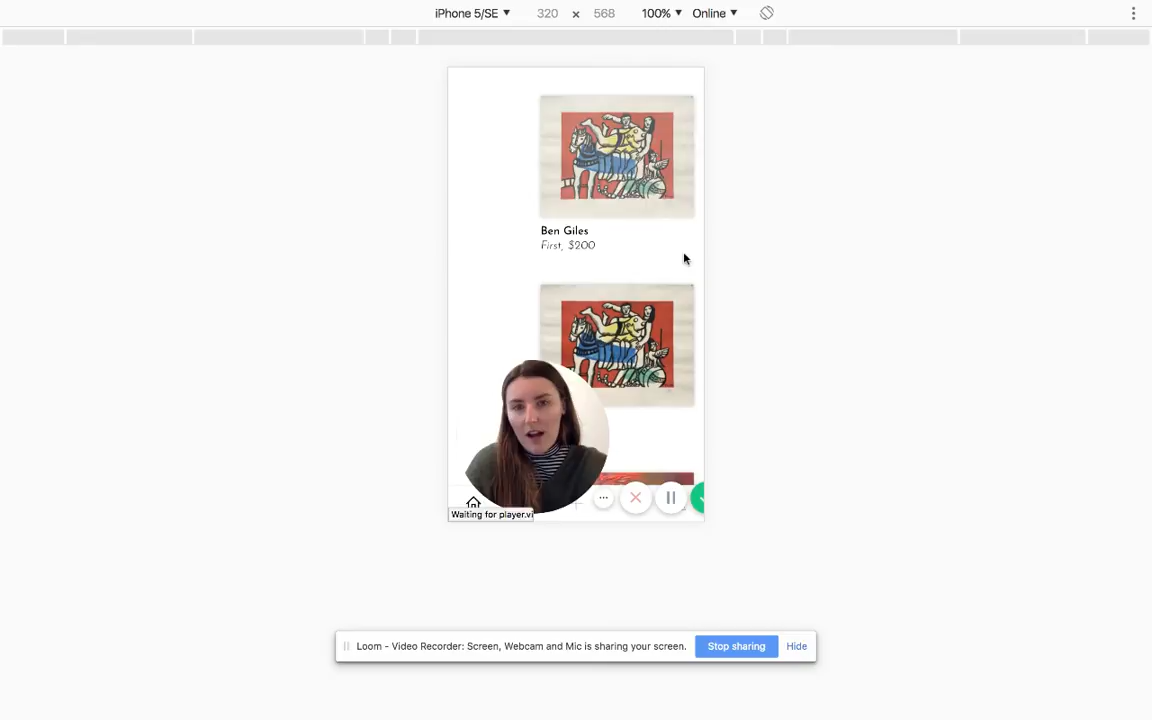 iPhone 5/SE ▼ 320 × 568 100% ▼ Online ▼
Ben Giles
First, $200
Waiting for player.vi
Loom - Video Recorder: Screen, Webcam and Mic is sharing your screen. Stop sharing Hide